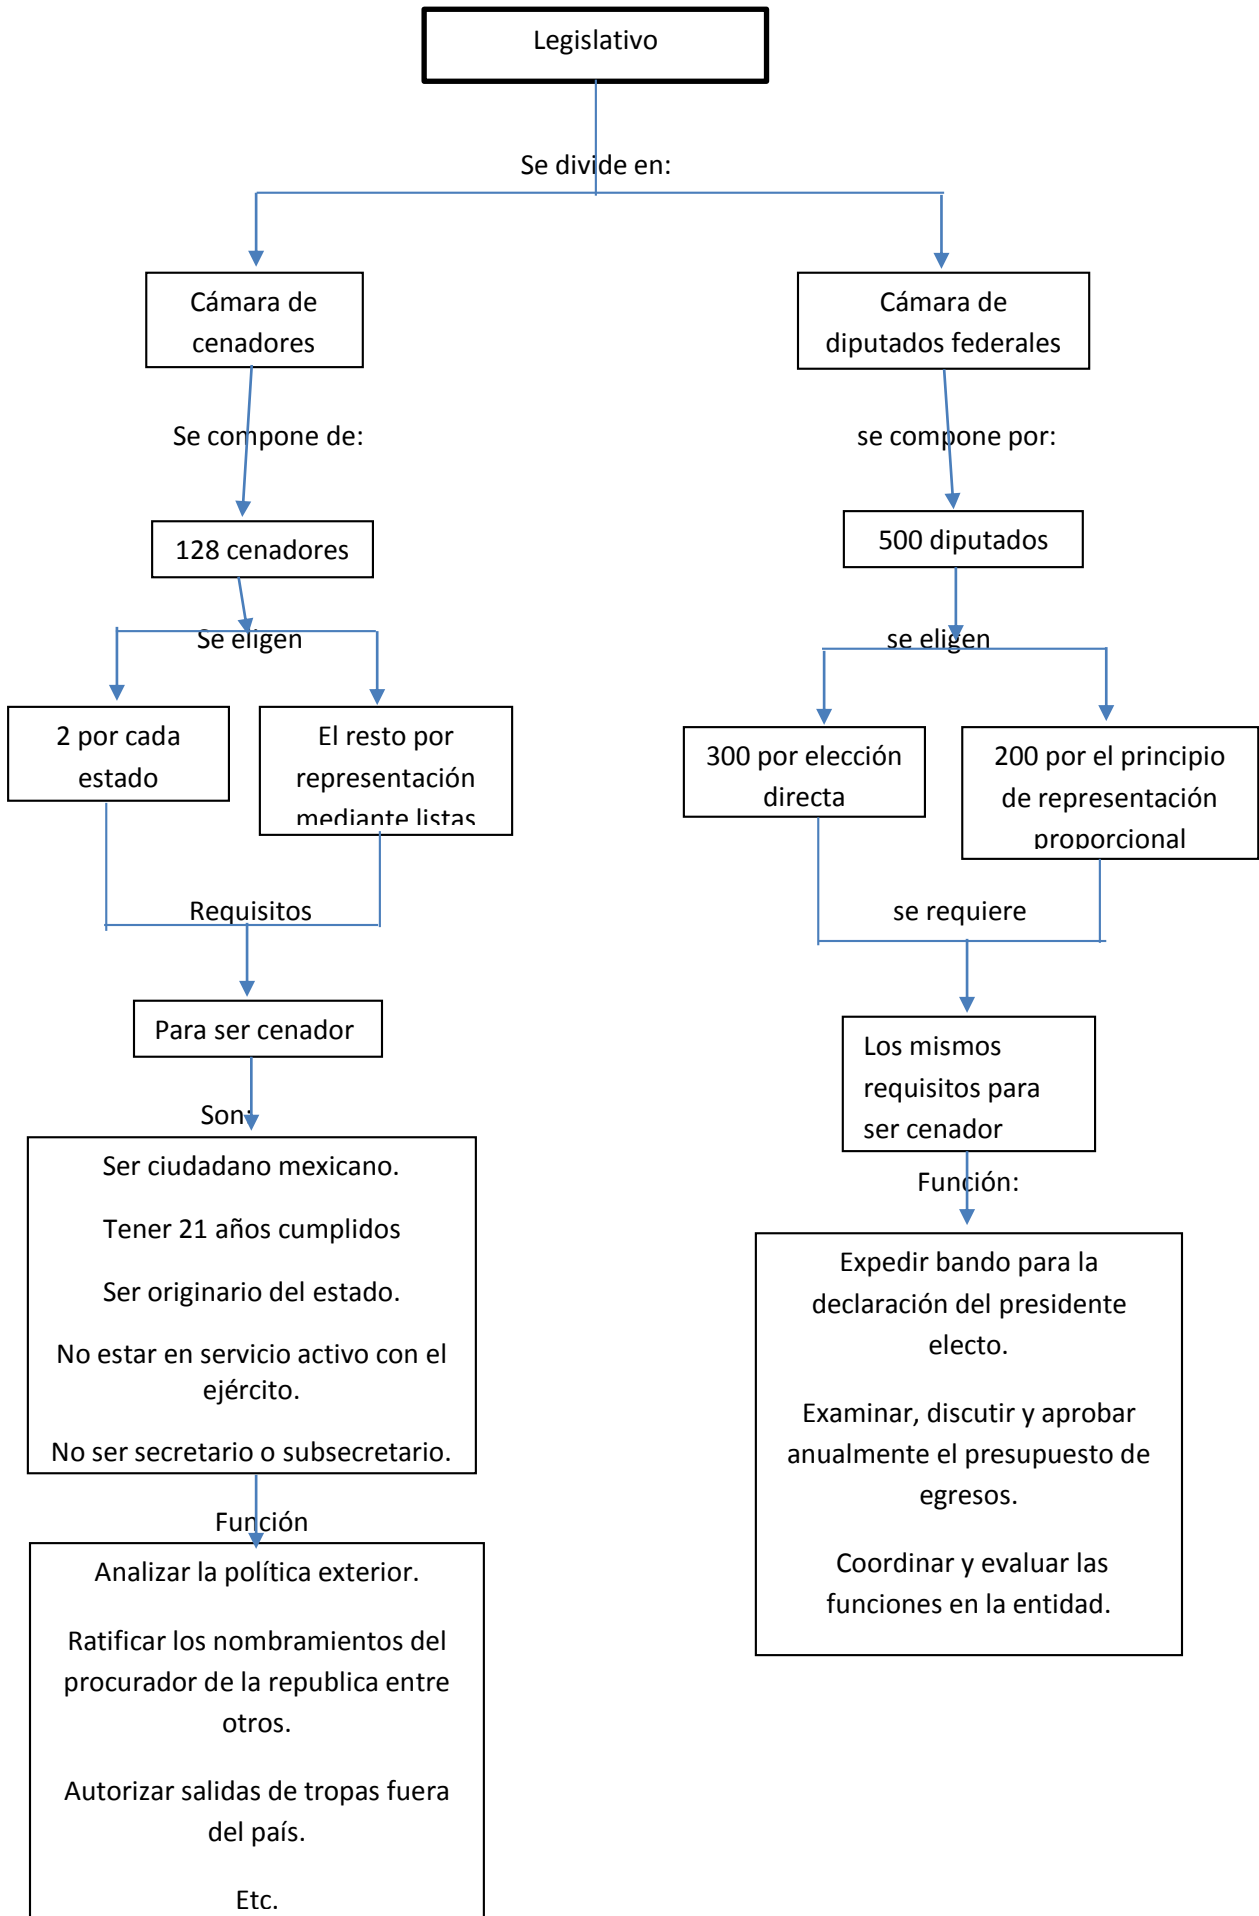 Legislativo
Se divide en:
Cámara de
cenadores
Se compone de:
128 cenadores
Se eligen
2 por cada
estado
El resto por
representación
mediante listas
Requisitos
Para ser cenador
Son:
Ser ciudadano mexicano.
Tener 21 años cumplidos
Ser originario del estado.
No estar en servicio activo con el
ejército.
No ser secretario o subsecretario.
Función
Analizar la política exterior.
Ratificar los nombramientos del
procurador de la republica entre
otros.
Autorizar salidas de tropas fuera
del país.
Etc.
Cámara de
diputados federales
se compone por:
500 diputados
se eligen
300 por elección
directa
200 por el principio
de representación
proporcional
se requiere
Los mismos
requisitos para
ser cenador
Función:
Expedir bando para la
declaración del presidente
electo.
Examinar, discutir y aprobar
anualmente el presupuesto de
egresos.
Coordinar y evaluar las
funciones en la entidad.